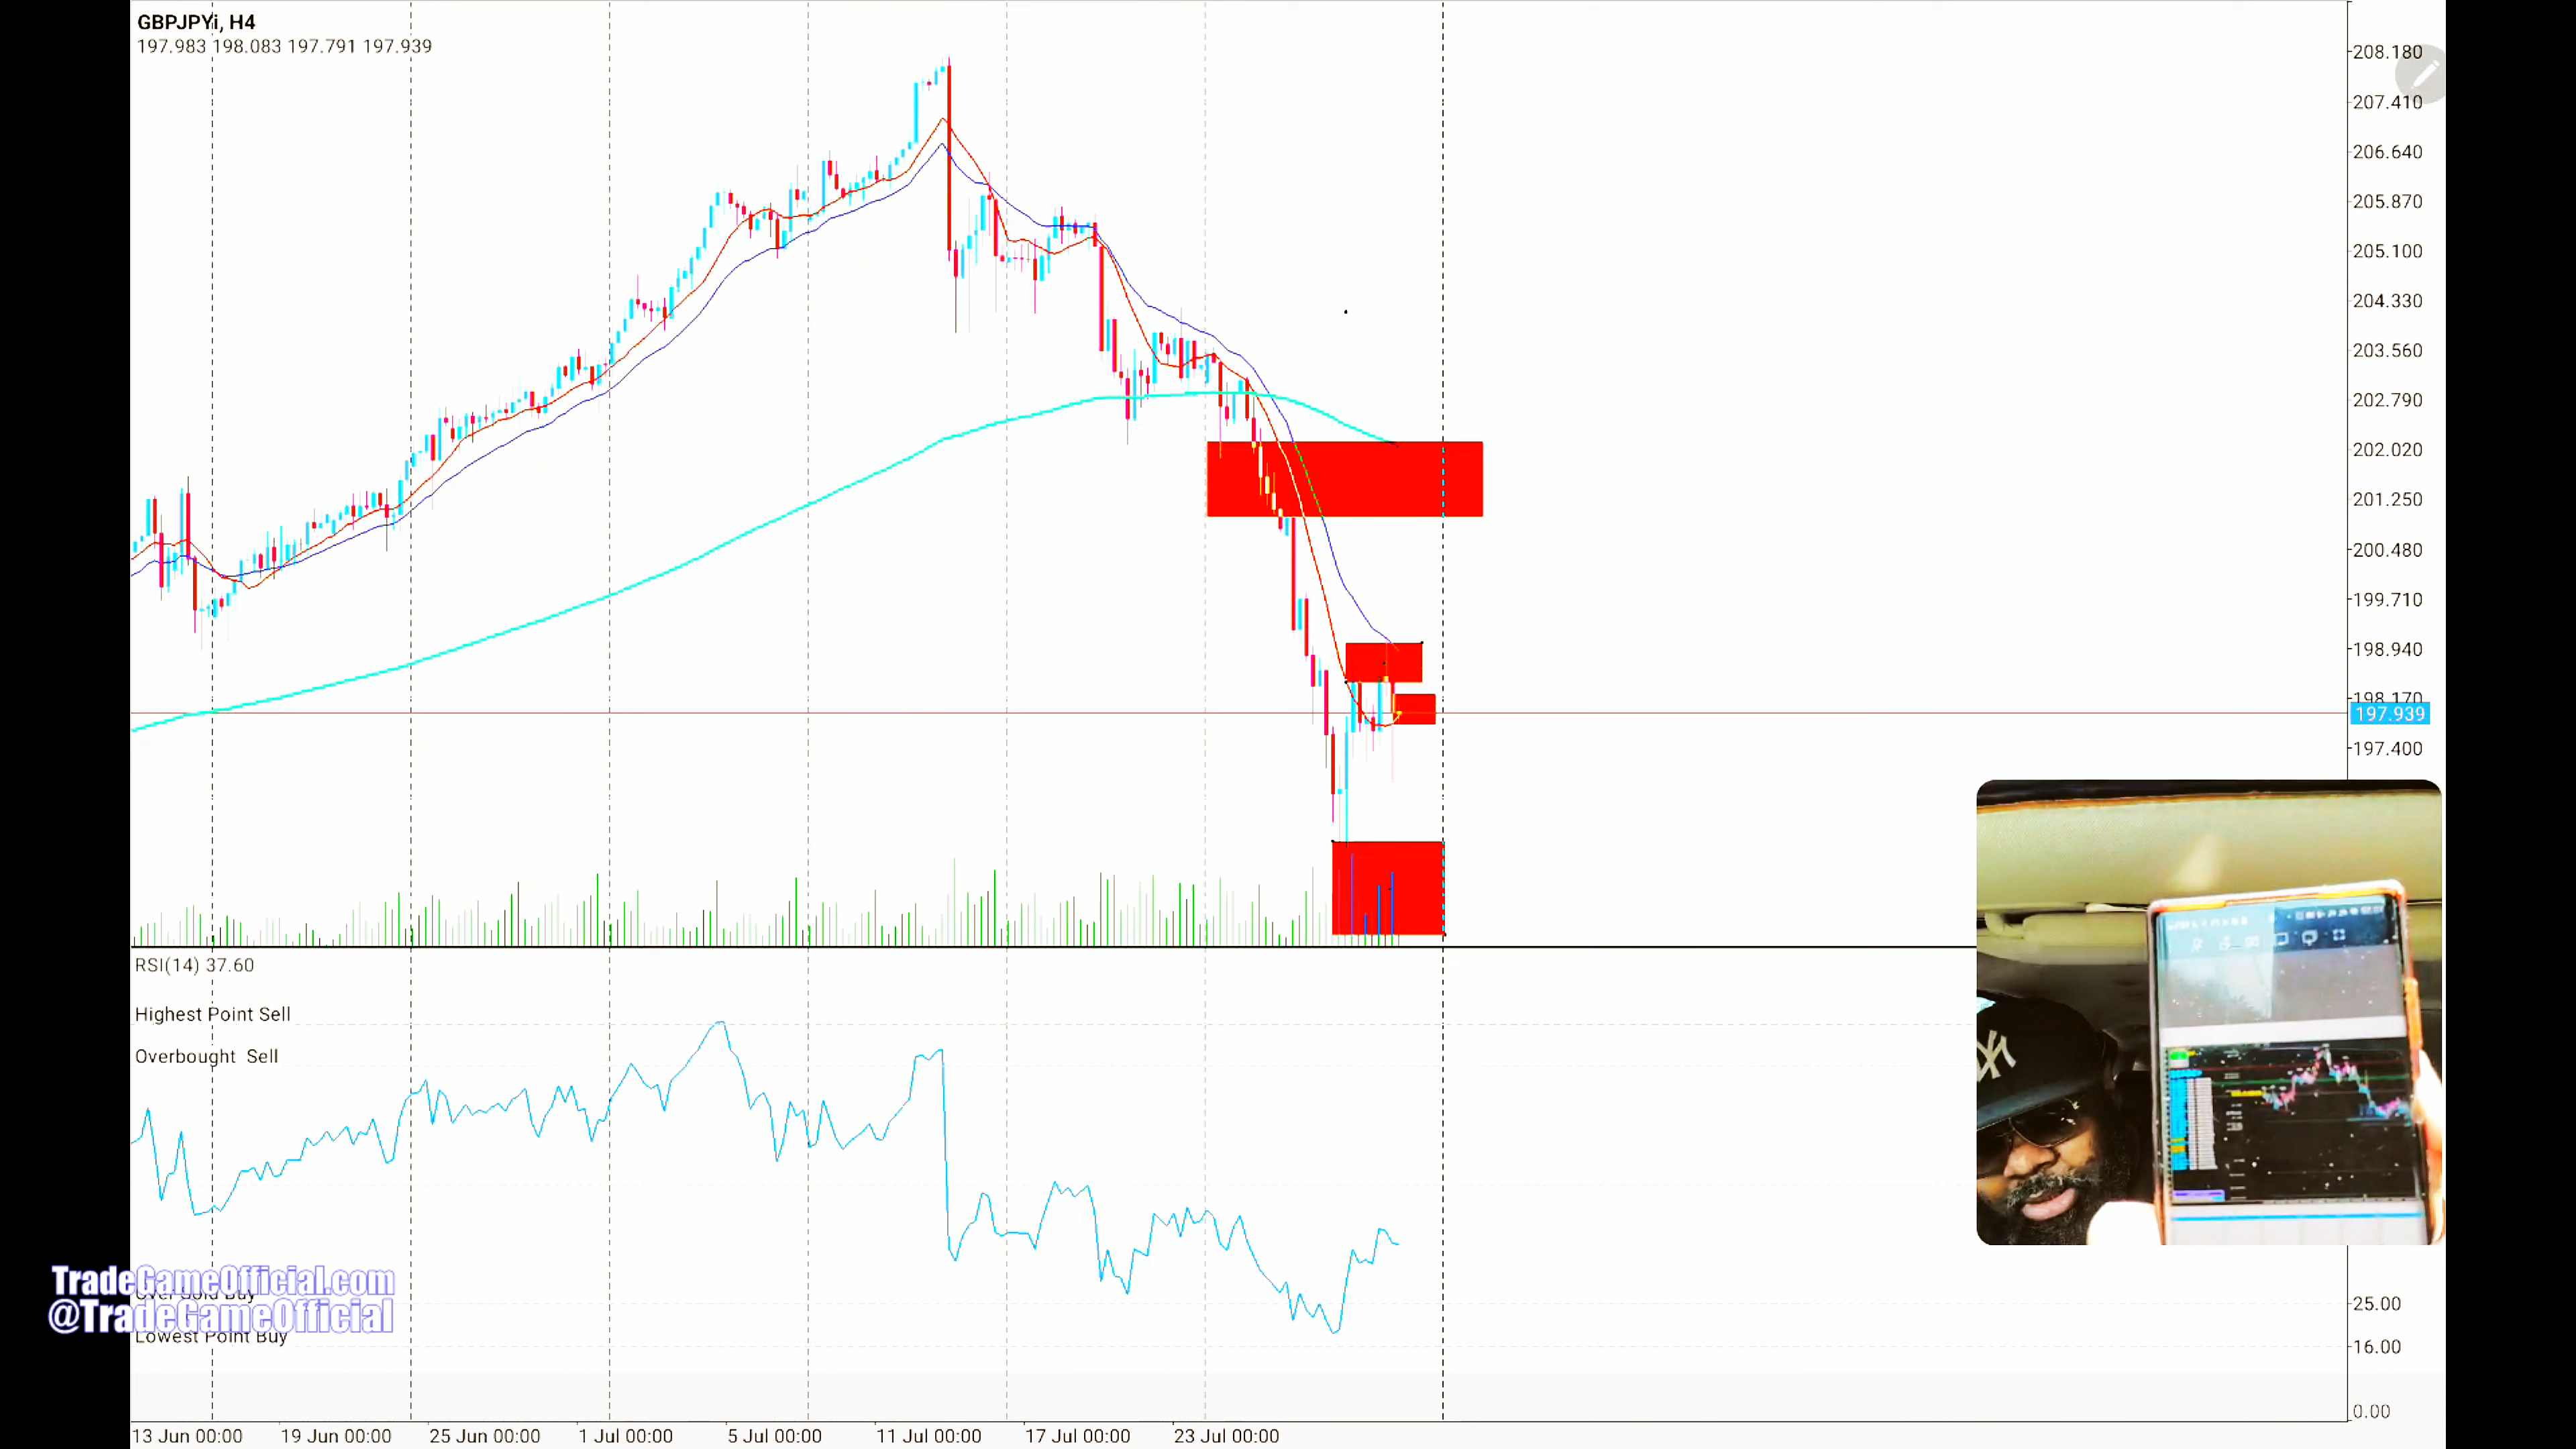 GBPJPYi, H4
197.983 198.083 197.791 197.939
208.180
207.410
206.640
205.870
205.100
204.330
203.560
202.790
202.020
201.250
200.480
199.710
198.940
198.170
197.939
197.400
RSI(14) 37.60
Highest Point Sell
Overbought Sell
TradeGameOfficial.com
@TradeGameOfficial
Lowest Point Buy
25.00
16.00
0.00
13 Jun 00:00 19 Jun 00:00 25 Jun 00:00 1 Jul 00:00 5 Jul 00:00 11 Jul 00:00 17 Jul 00:00 23 Jul 00:00